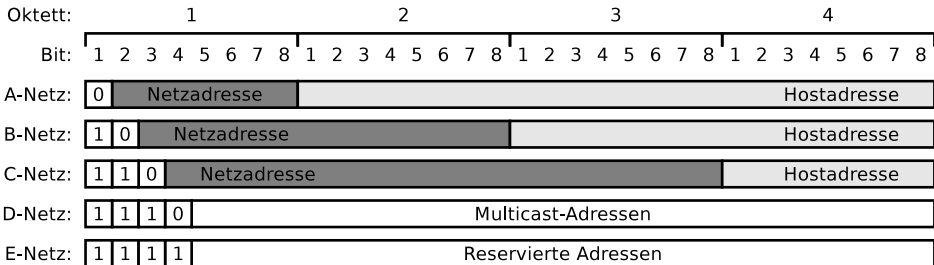 Oktett: 1 2 3 4
Bit: 1 2 3 4 5 6 7 8 1 2 3 4 5 6 7 8 1 2 3 4 5 6 7 8 1 2 3 4 5 6 7 8
A-Netz: 0 Netzadresse Hostadresse
B-Netz: 1 0 Netzadresse Hostadresse
C-Netz: 1 1 0 Netzadresse Hostadresse
D-Netz: 1 1 1 0 Multicast-Adressen
E-Netz: 1 1 1 1 Reservierte Adressen